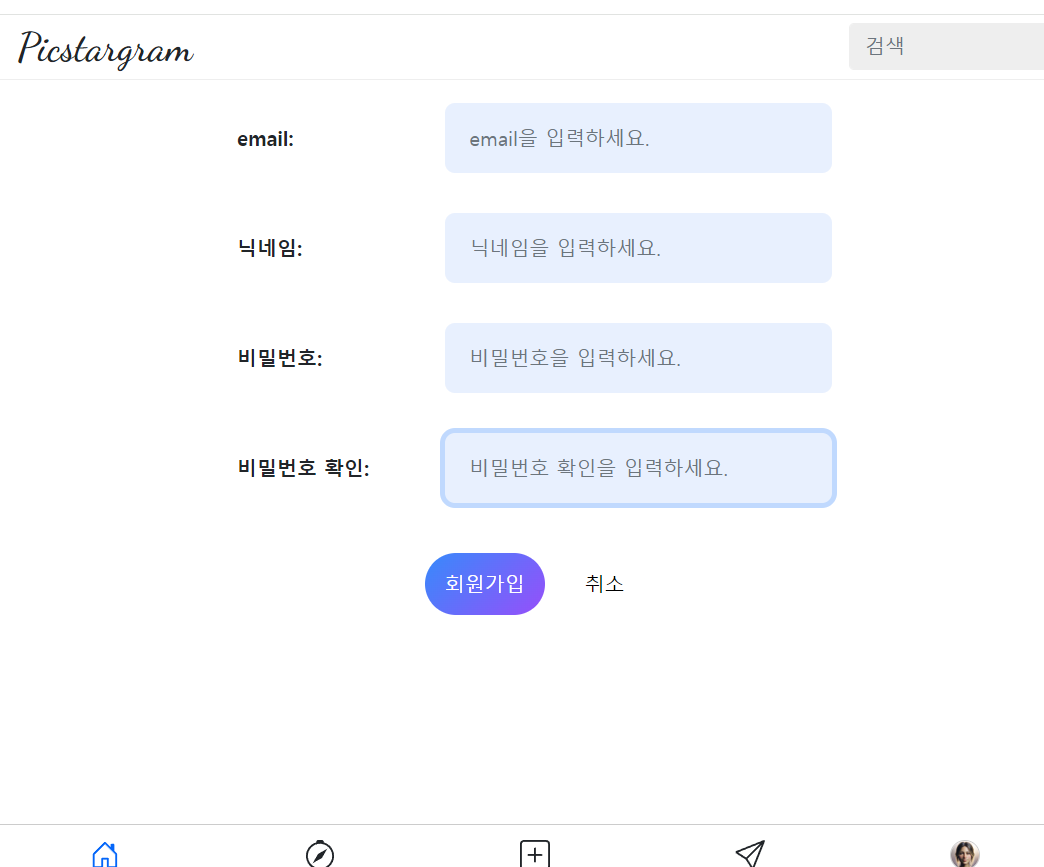 Picstargram
검색
email:
email을 입력하세요.
닉네임:
닉네임을 입력하세요.
비밀번호:
비밀번호을 입력하세요.
비밀번호 확인:
비밀번호 확인을 입력하세요.
회원가입 취소